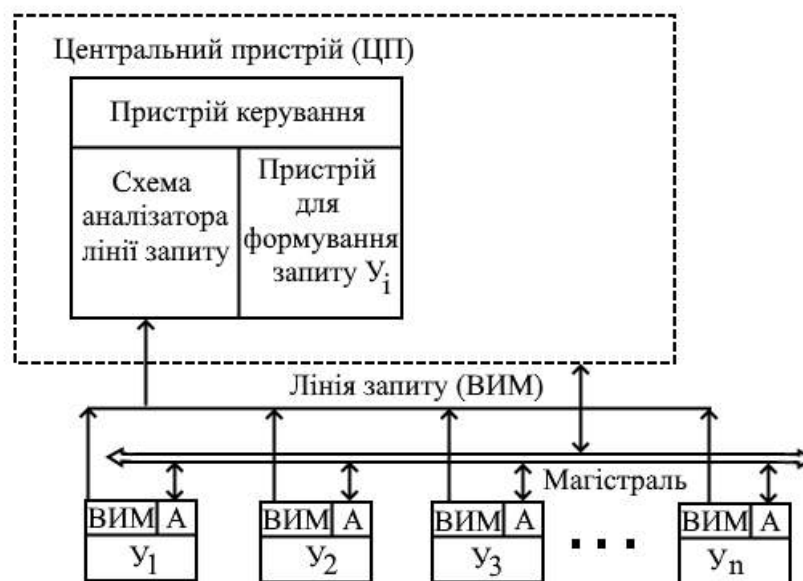 Центральний пристрій (ЦП)
Пристрій керування
Схема
аналізатора
лінії запиту
Пристрій
для
формування
запиту Уi
Лінія запиту (ВИМ)
Магістраль
ВИМ А
У1
ВИМ А
У2
ВИМ А
У3
...
ВИМ А
Уn